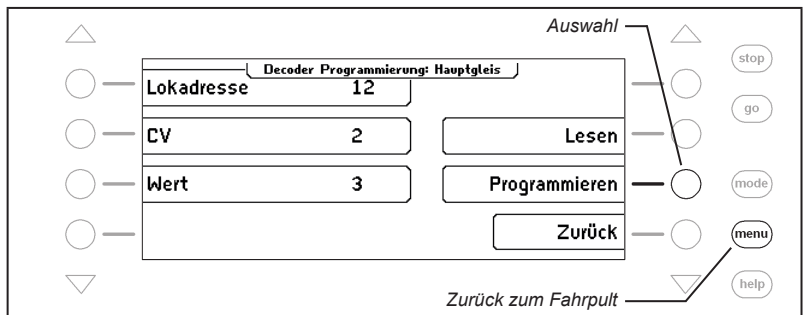 Auswahl
stop
Decoder Programmierung: Hauptgleis
Lokadresse 12
go
CV 2
Lesen
Wert 3
Programmieren
mode
Zurück
menu
help
Zurück zum Fahrpult